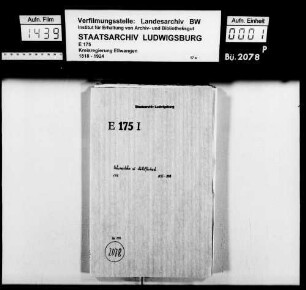 Aufn. Film
1439
Verfilmungsstelle: Landesarchiv BW
Institut für Erhaltung von Archiv- und Bibliotheksgut
STAATSARCHIV LUDWIGSBURG
E 175
Kreisregierung Ellwangen
1818 - 1924
Aufn. Einheit
0001
P
Bü. 2078
Staatsarchiv Ludwigsburg
E 175 I
2078